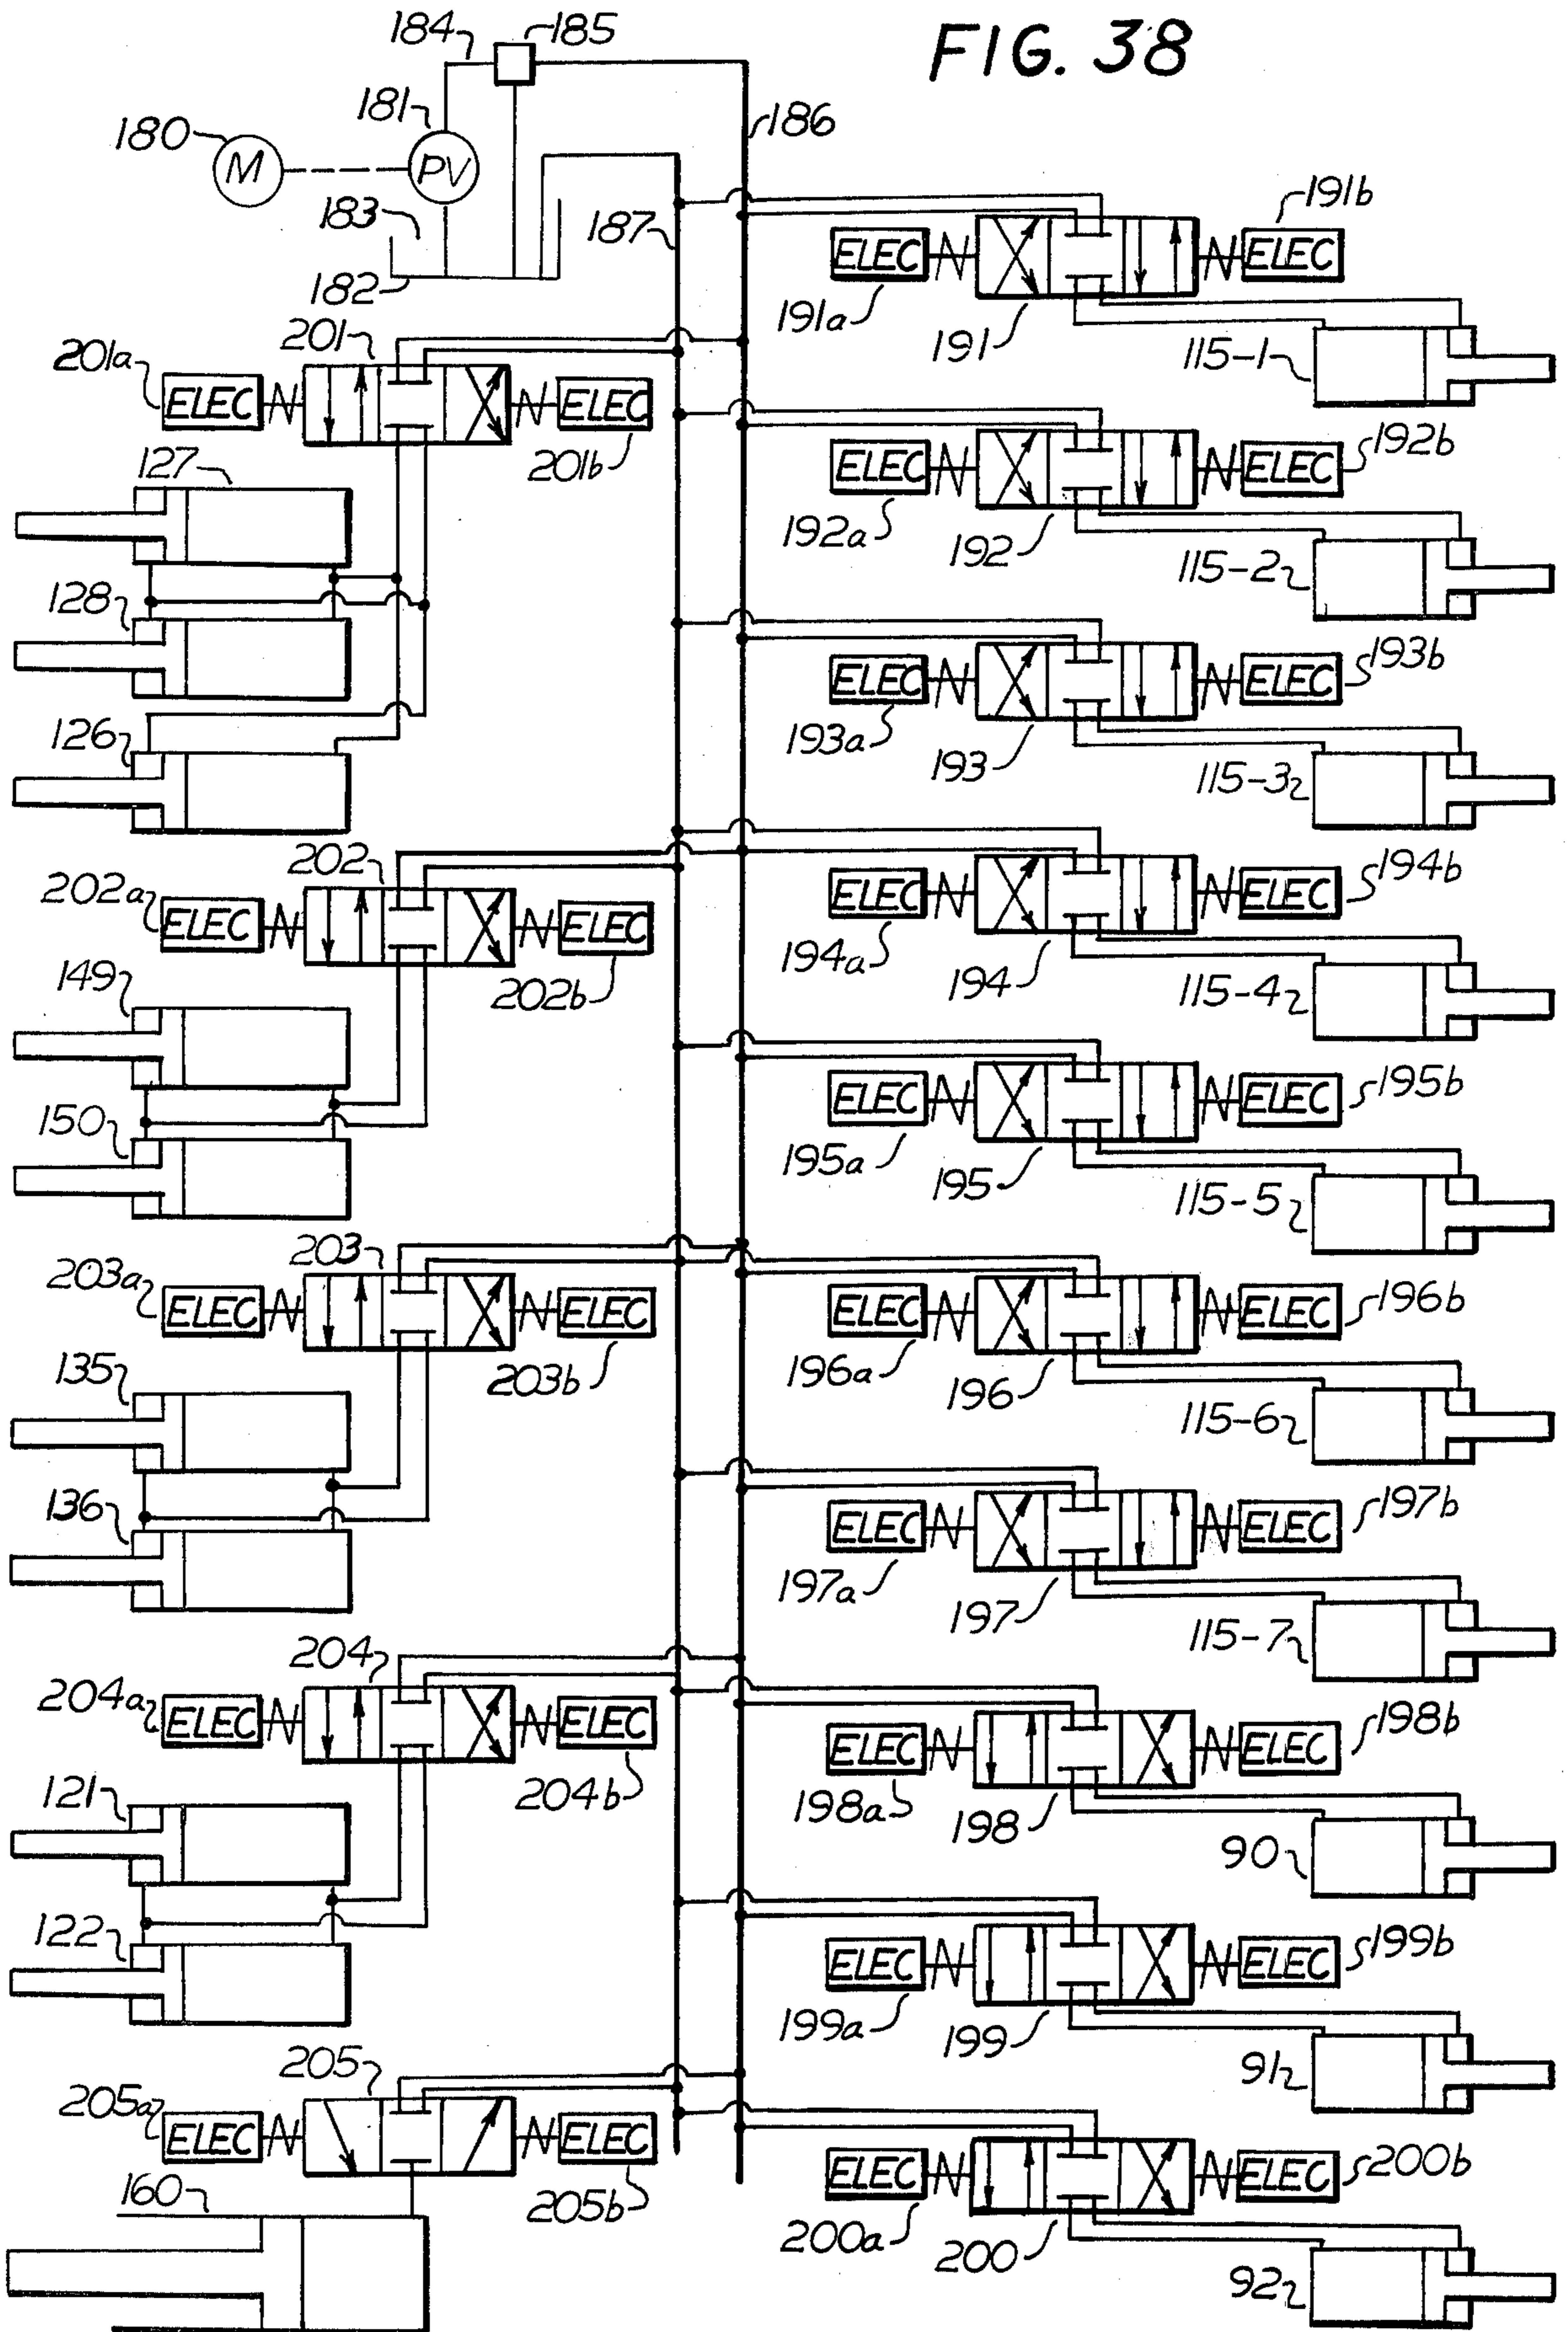 FIG. 38
184
185
181
180
186
M
PV
183
187
182
191b
ELEC
ELEC
191a
191
115-1
201
201a
ELEC
ELEC
201b
127
192b
ELEC
ELEC
192a
192
115-2
128
193b
ELEC
ELEC
193a
193
115-3
126
202
202a
ELEC
ELEC
202b
194b
ELEC
ELEC
194a
194
115-4
149
150
195b
ELEC
ELEC
195a
195
115-5
203
203a
ELEC
ELEC
203b
196b
ELEC
ELEC
196a
196
115-6
135
136
197b
ELEC
ELEC
197a
197
115-7
204
204a
ELEC
ELEC
204b
198b
ELEC
ELEC
198a
198
90
121
122
199b
ELEC
ELEC
199a
199
91
205
205a
ELEC
ELEC
205b
160
200b
ELEC
ELEC
200a
200
92